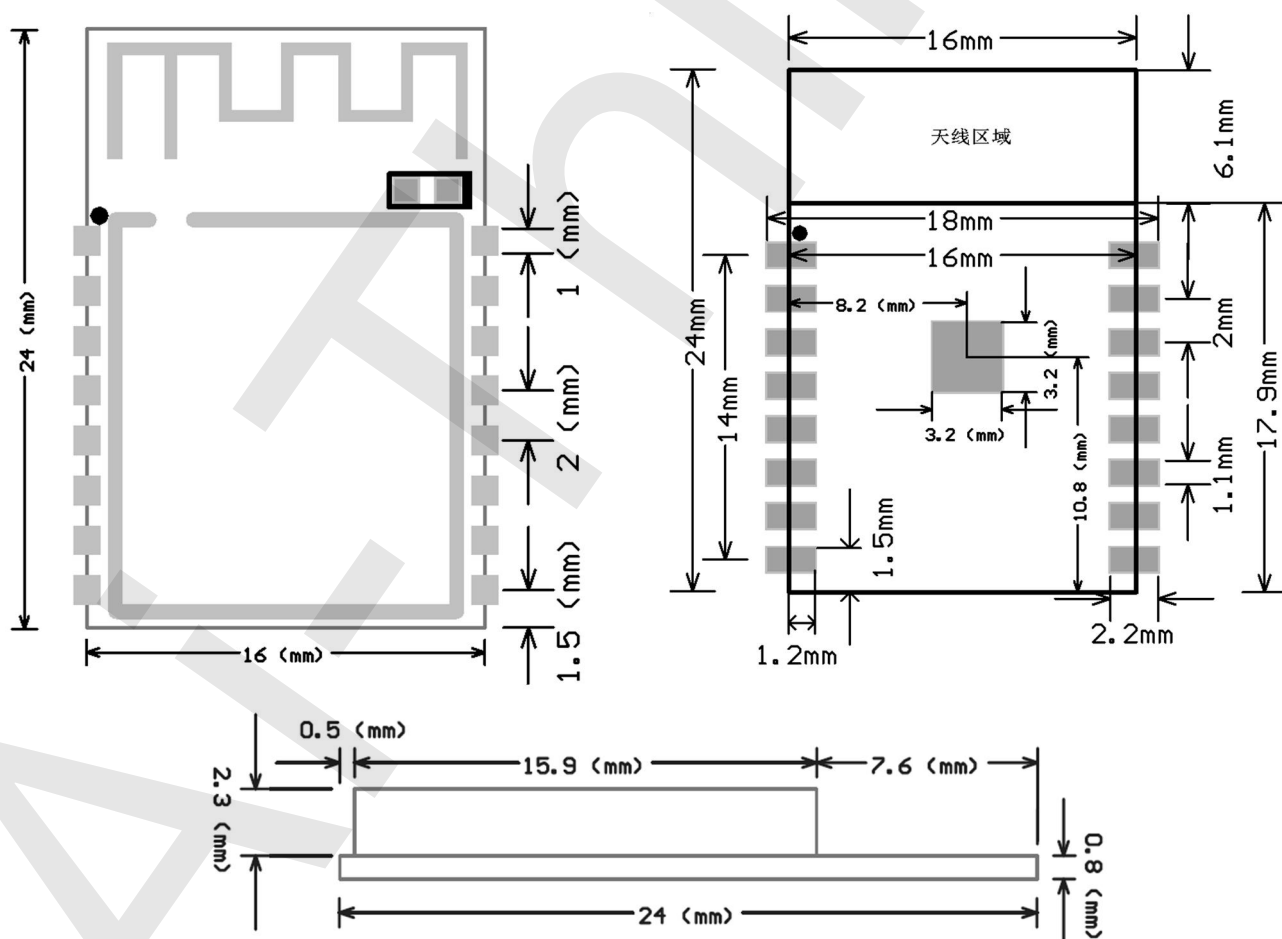 24 (mm)
1 (mm)
2 (mm)
1.5 (mm)
16 (mm)
16mm
天线区域
6.1mm
18mm
16mm
8.2 (mm)
24mm
14mm
3.2 (mm)
3.2 (mm)
2mm
17.9mm
1.1mm
10.8 (mm)
1.5mm
1.2mm
2.2mm
0.5 (mm)
15.9 (mm)
7.6 (mm)
2.3 (mm)
0.8 (mm)
24 (mm)
Ai-Thin